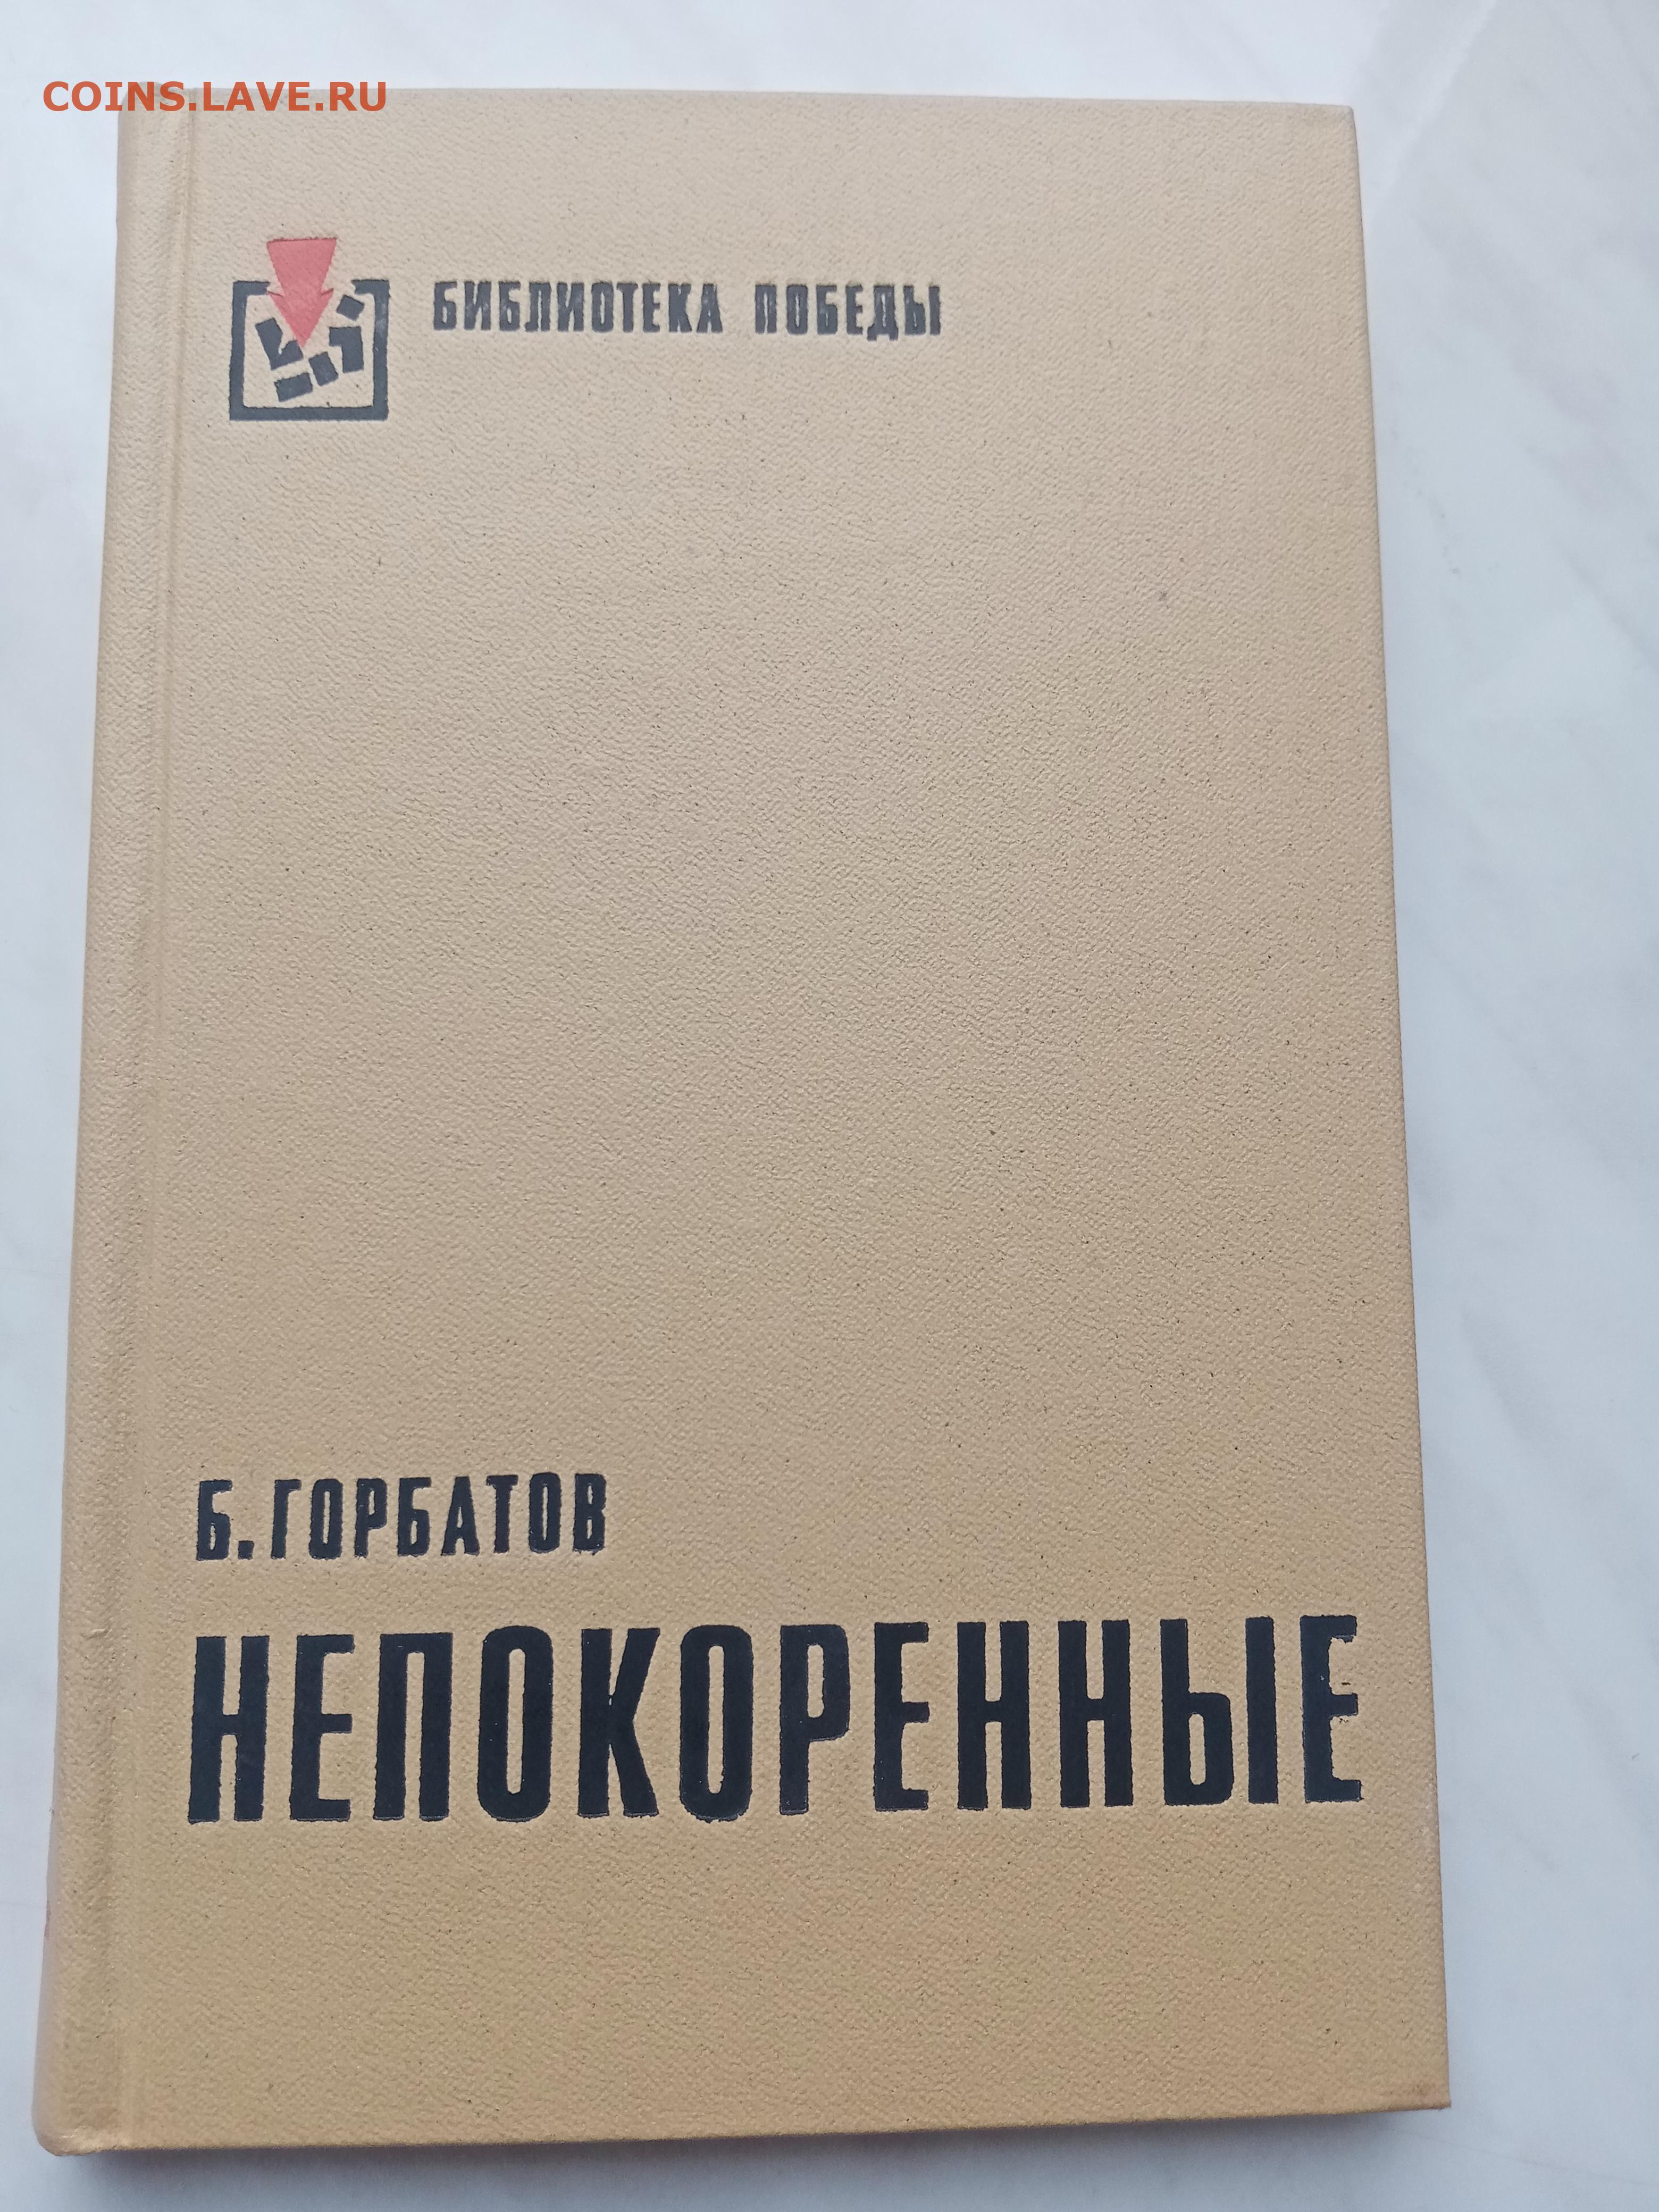 COINS.LAVE.RU
БИБЛИОТЕКА ПОБЕДЫ
Б. ГОРБАТОВ
НЕПОКОРЕННЫЕ